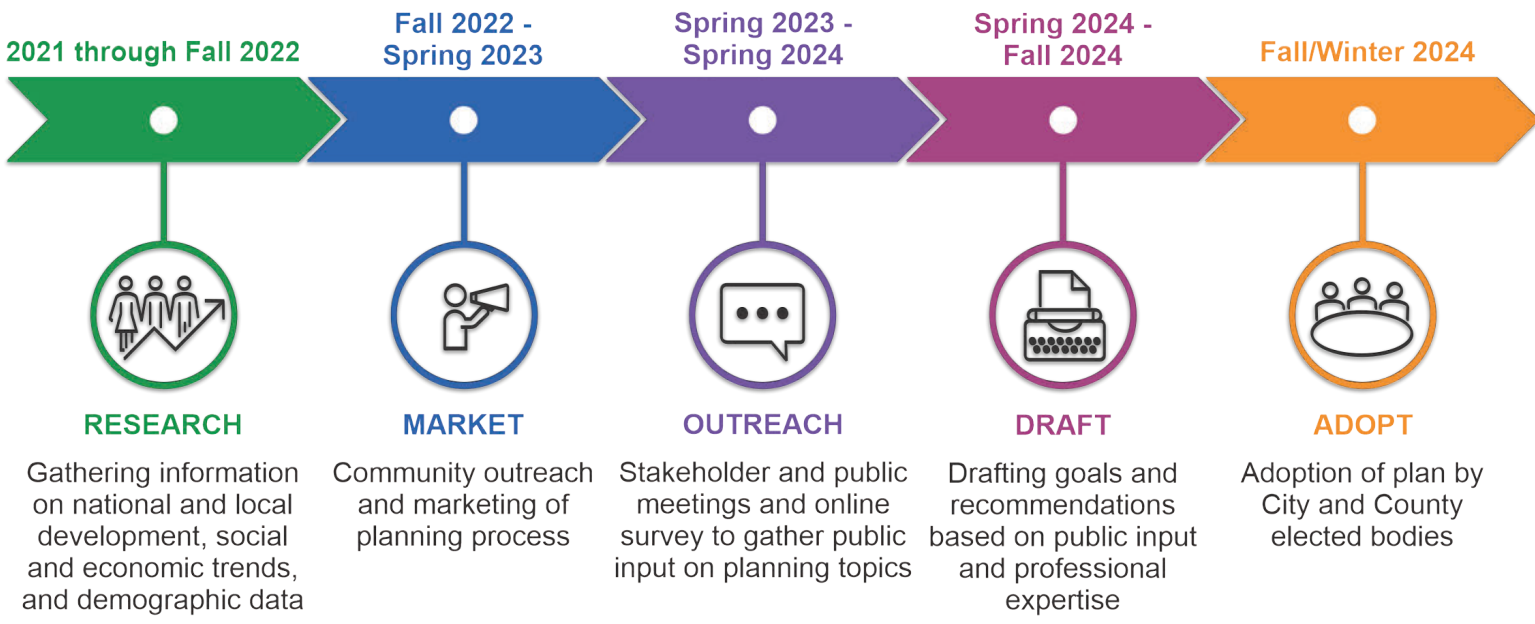 2021 through Fall 2022
Fall 2022 -
Spring 2023
Spring 2023 -
Spring 2024
Spring 2024 -
Fall 2024
Fall/Winter 2024
RESEARCH
Gathering information
on national and local
development, social
and economic trends,
and demographic data
MARKET
Community outreach
and marketing of
planning process
OUTREACH
Stakeholder and public
meetings and online
survey to gather public
input on planning topics
DRAFT
Drafting goals and
recommendations
based on public input
and professional
expertise
ADOPT
Adoption of plan by
City and County
elected bodies